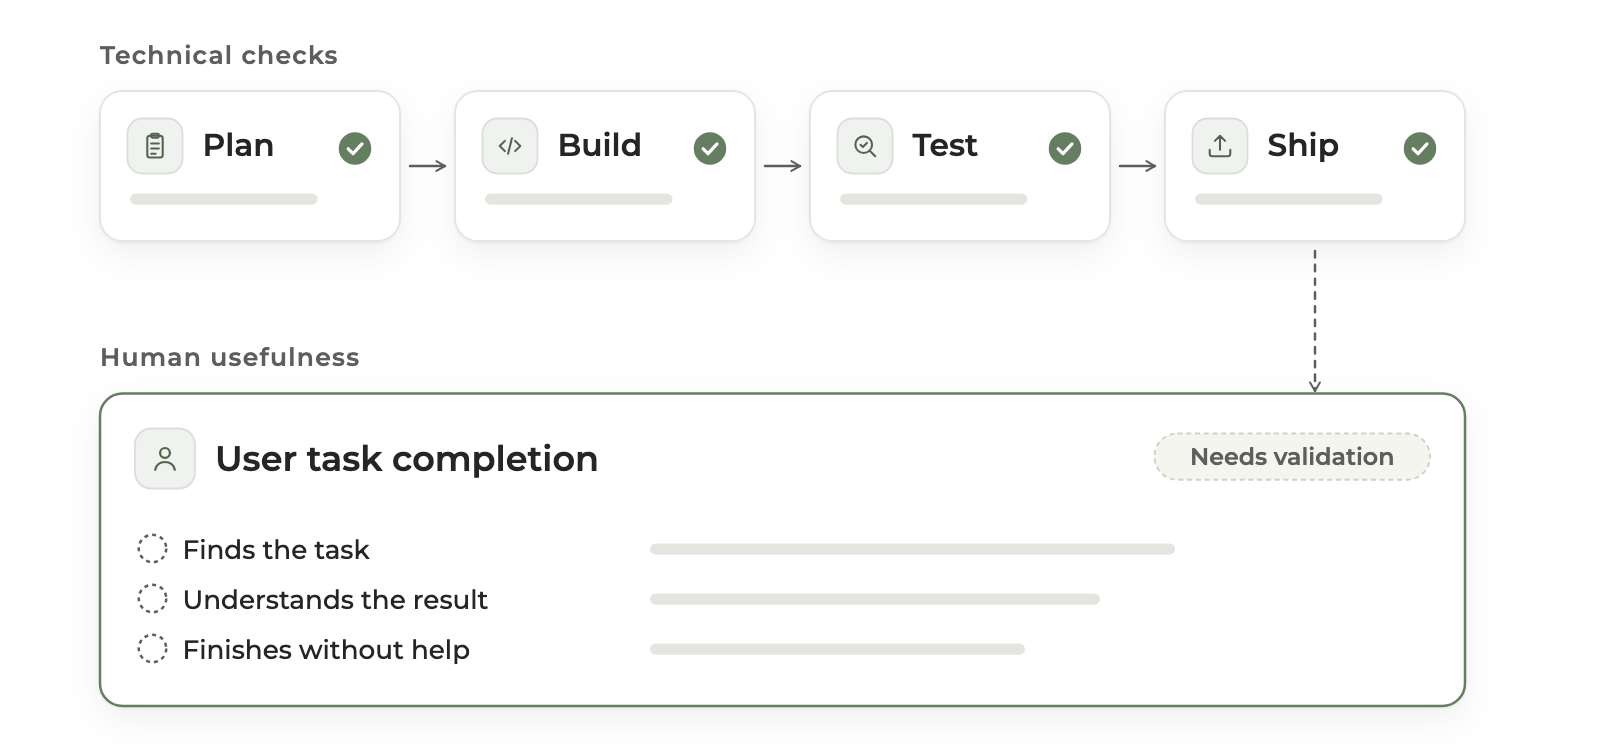 Technical checks
Plan
Build
Test
Ship
Human usefulness
User task completion
Needs validation
Finds the task
Understands the result
Finishes without help